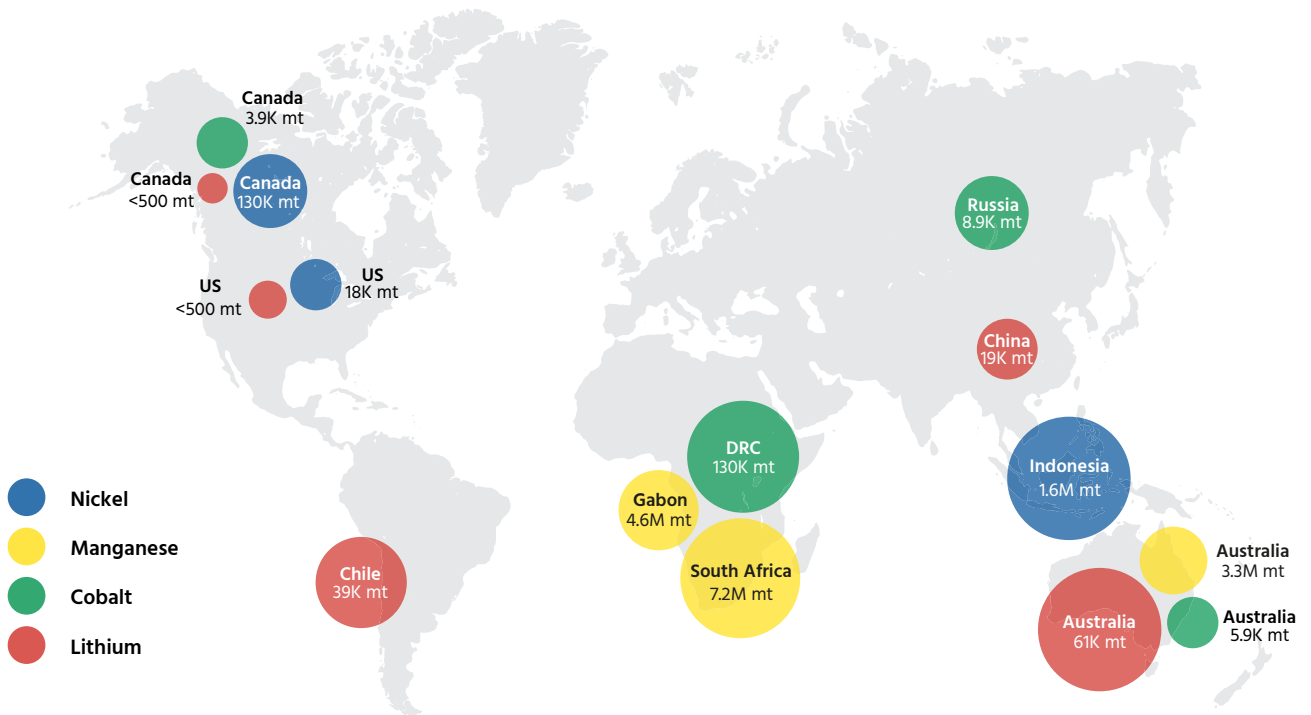 Canada
3.9K mt
Canada
<500 mt
Canada
130K mt
US
<500 mt
US
18K mt
Russia
8.9K mt
China
19K mt
DRC
130K mt
Gabon
4.6M mt
South Africa
7.2M mt
Indonesia
1.6M mt
Chile
39K mt
Australia
3.3M mt
Australia
61K mt
Australia
5.9K mt
Nickel
Manganese
Cobalt
Lithium